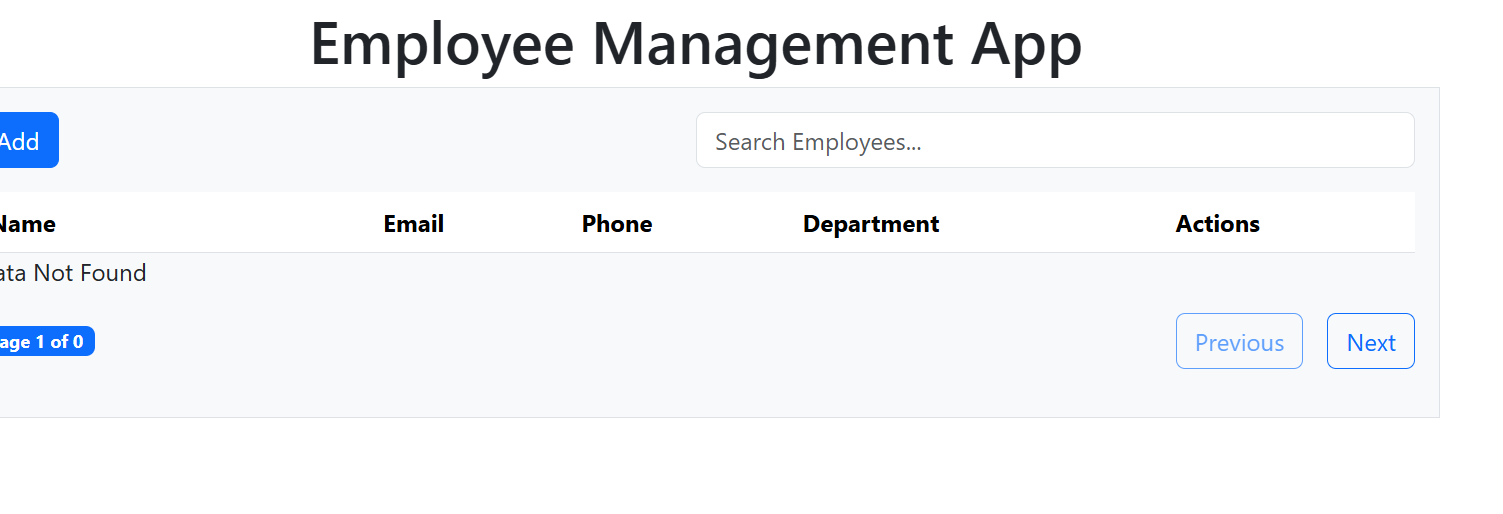 Employee Management App
Add
Search Employees...
Name Email Phone Department Actions
ata Not Found
age 1 of 0
Previous
Next